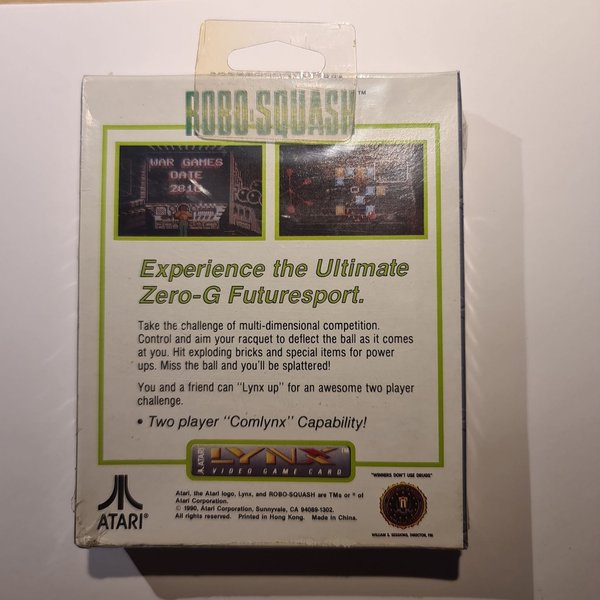 ROBO-SQUASH™
WAR GAMES
DATE
2010
Experience the Ultimate
Zero-G Futuresport.
Take the challenge of multi-dimensional competition.
Control and aim your racquet to deflect the ball as it comes
at you. Hit exploding bricks and special items for power
ups. Miss the ball and you'll be splattered!
You and a friend can "Lynx up" for an awesome two player
challenge.
• Two player "Comlynx" Capability!
ATARI LYNX™
VIDEO GAME CARD
ATARI®
Atari, the Atari logo, Lynx, and ROBO-SQUASH are TMs or ® of
Atari Corporation.
© 1990, Atari Corporation, Sunnyvale, CA 94089-1302.
All rights reserved. Printed in Hong Kong. Made in China.
"WINNERS DON'T USE DRUGS"
WILLIAM S. SESSIONS, DIRECTOR, FBI